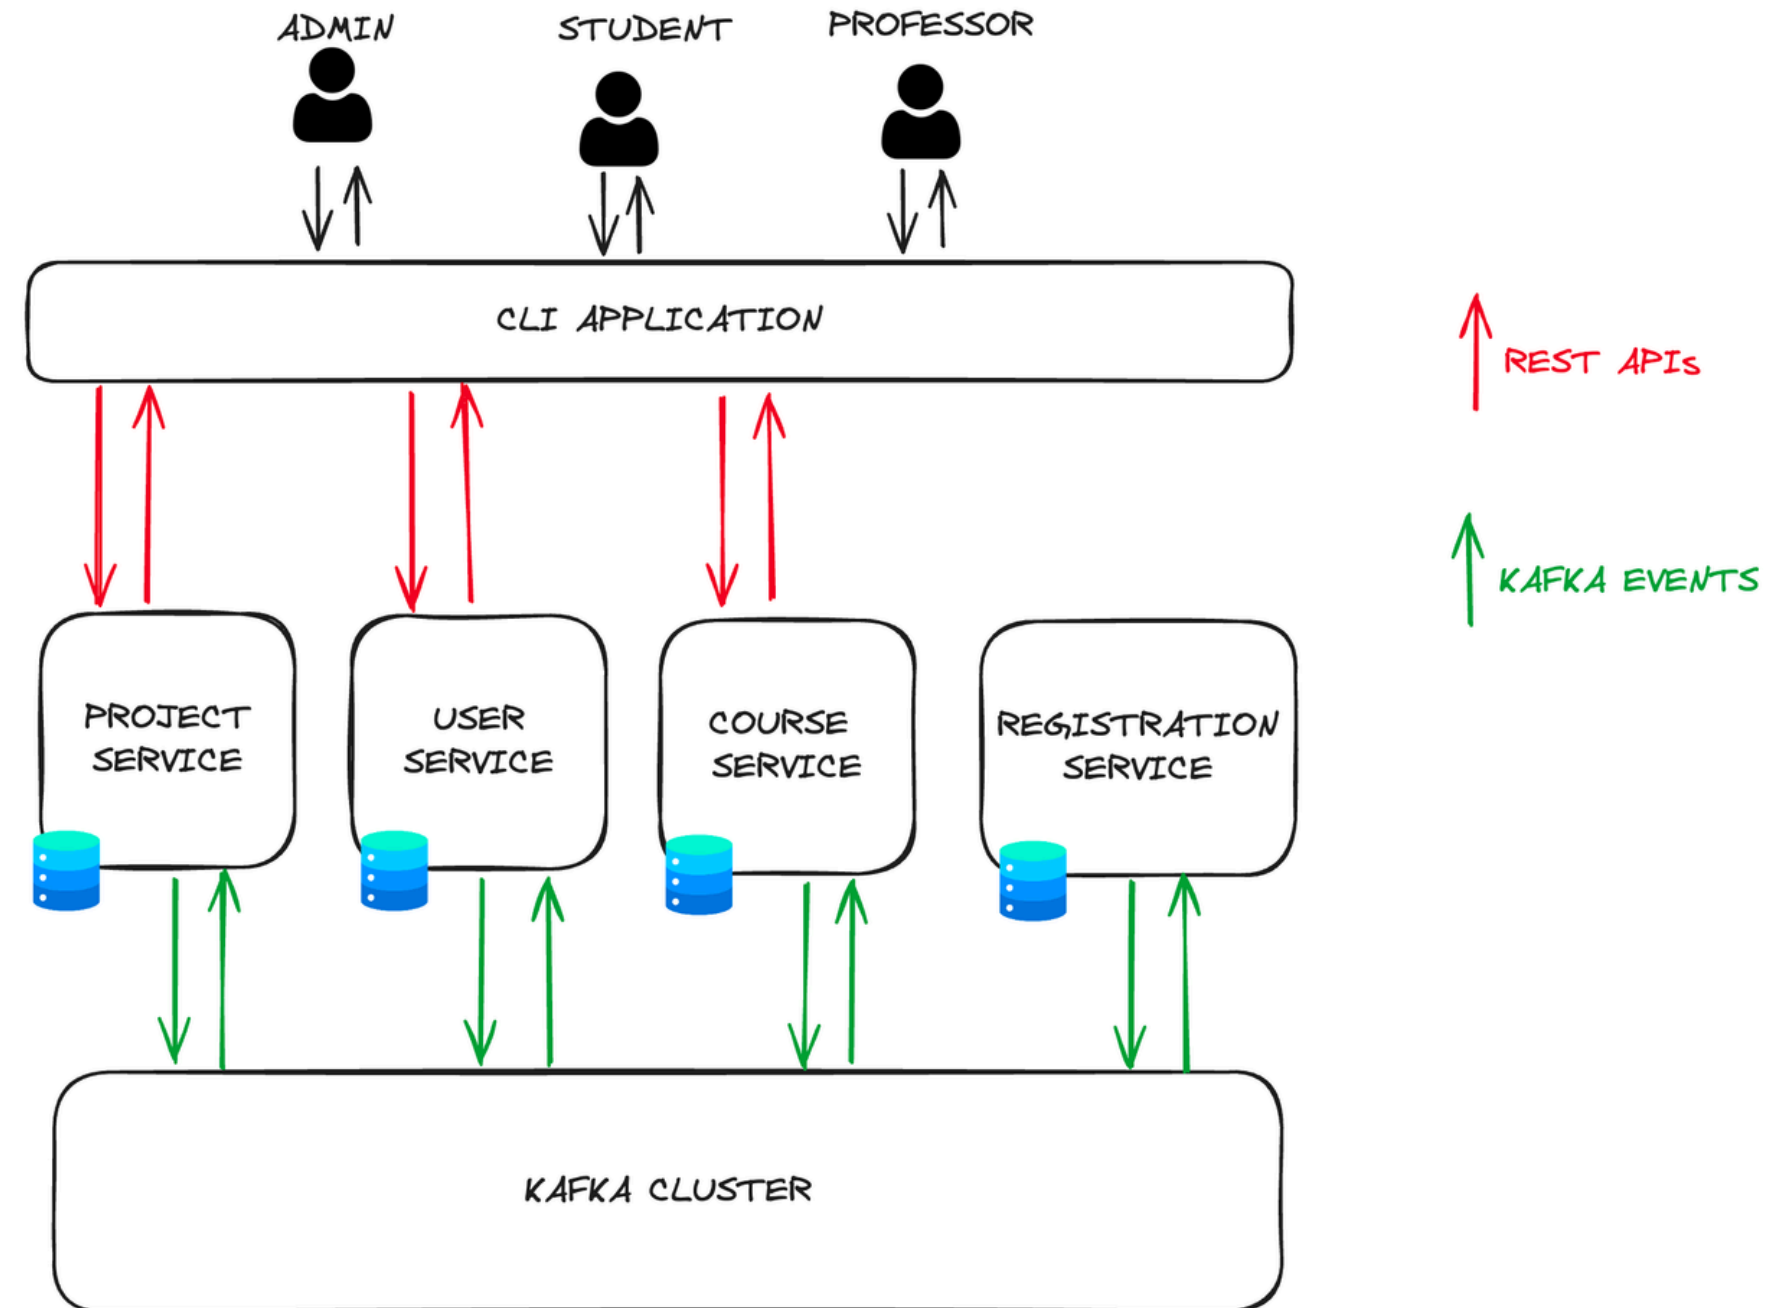 ADMIN
STUDENT
PROFESSOR
CLI APPLICATION
REST APIs
KAFKA EVENTS
PROJECT
SERVICE
USER
SERVICE
COURSE
SERVICE
REGISTRATION
SERVICE
KAFKA CLUSTER